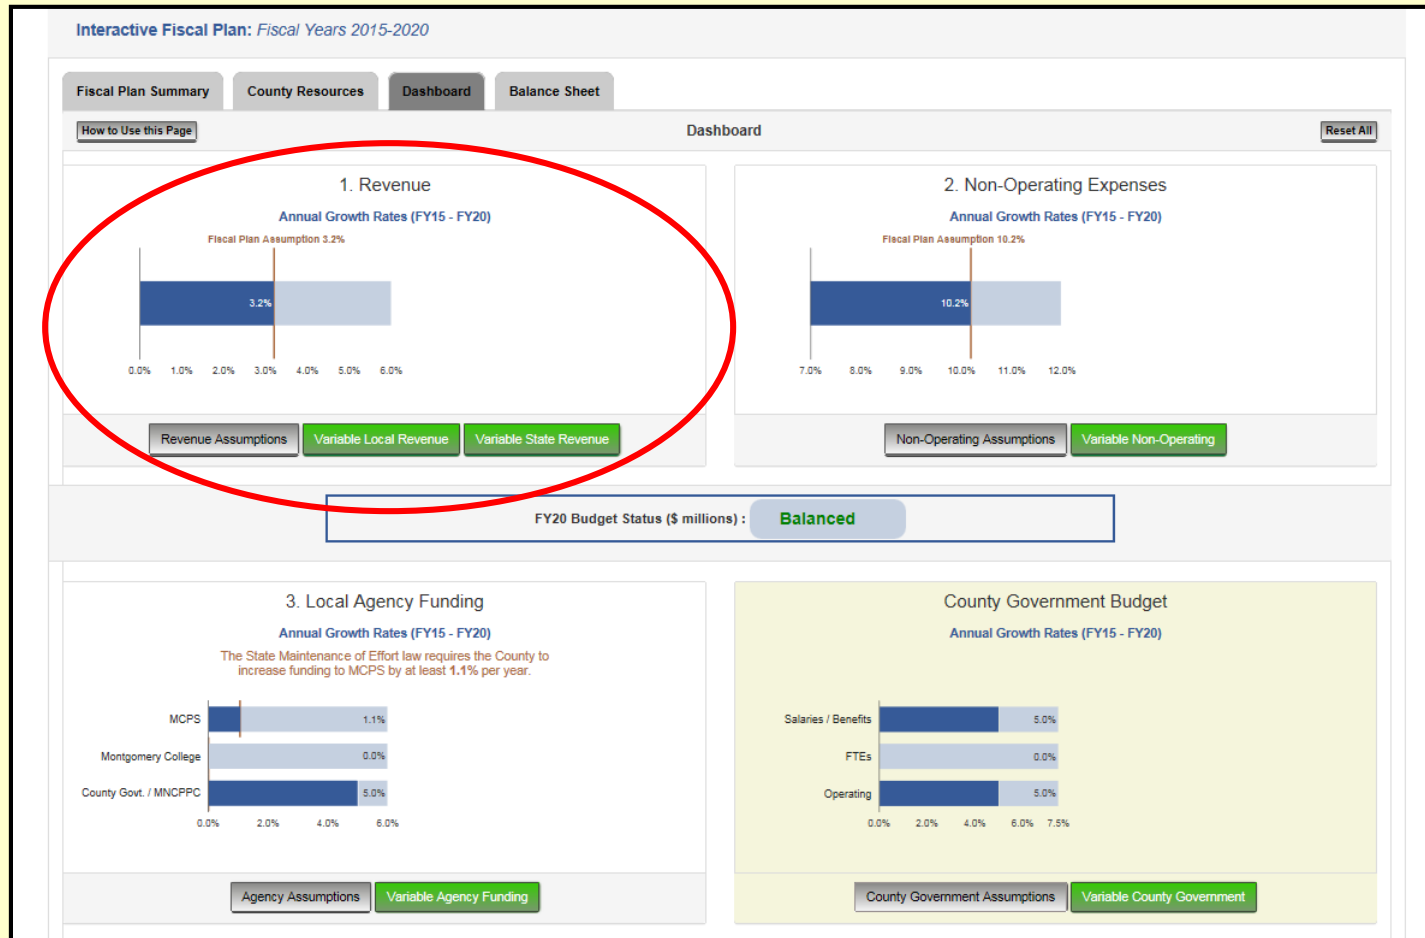 Interactive Fiscal Plan: Fiscal Years 2015-2020
Fiscal Plan Summary
County Resources
Dashboard
Balance Sheet
How to Use this Page
Dashboard
Reset All
1. Revenue
Annual Growth Rates (FY15 - FY20)
Fiscal Plan Assumption 3.2%
3.2%
0.0% 1.0% 2.0% 3.0% 4.0% 5.0% 6.0%
Revenue Assumptions
Variable Local Revenue
Variable State Revenue
2. Non-Operating Expenses
Annual Growth Rates (FY15 - FY20)
Fiscal Plan Assumption 10.2%
10.2%
7.0% 8.0% 9.0% 10.0% 11.0% 12.0%
Non-Operating Assumptions
Variable Non-Operating
FY20 Budget Status ($ millions) : Balanced
3. Local Agency Funding
Annual Growth Rates (FY15 - FY20)
The State Maintenance of Effort law requires the County to
increase funding to MCPS by at least 1.1% per year.
MCPS 1.1%
Montgomery College 0.0%
County Govt. / MNCPPC 5.0%
0.0% 2.0% 4.0% 6.0%
Agency Assumptions
Variable Agency Funding
County Government Budget
Annual Growth Rates (FY15 - FY20)
Salaries / Benefits 5.0%
FTEs 0.0%
Operating 5.0%
0.0% 2.0% 4.0% 6.0% 7.5%
County Government Assumptions
Variable County Government